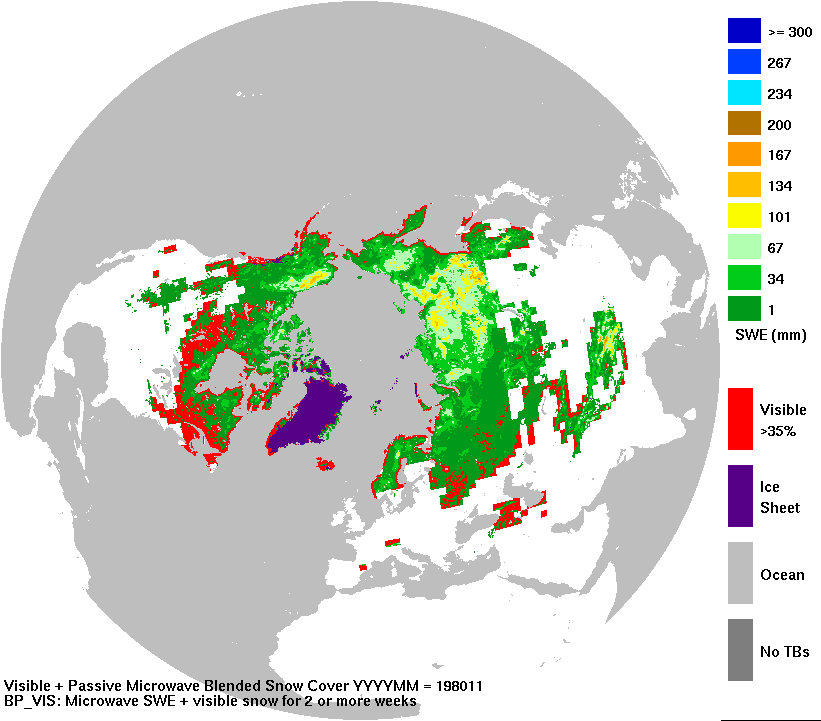 >= 300
267
234
200
167
134
101
67
34
1
SWE (mm)
Visible
>35%
Ice
Sheet
Ocean
No TBs
Visible + Passive Microwave Blended Snow Cover YYYYMM = 198011
BP_VIS: Microwave SWE + visible snow for 2 or more weeks